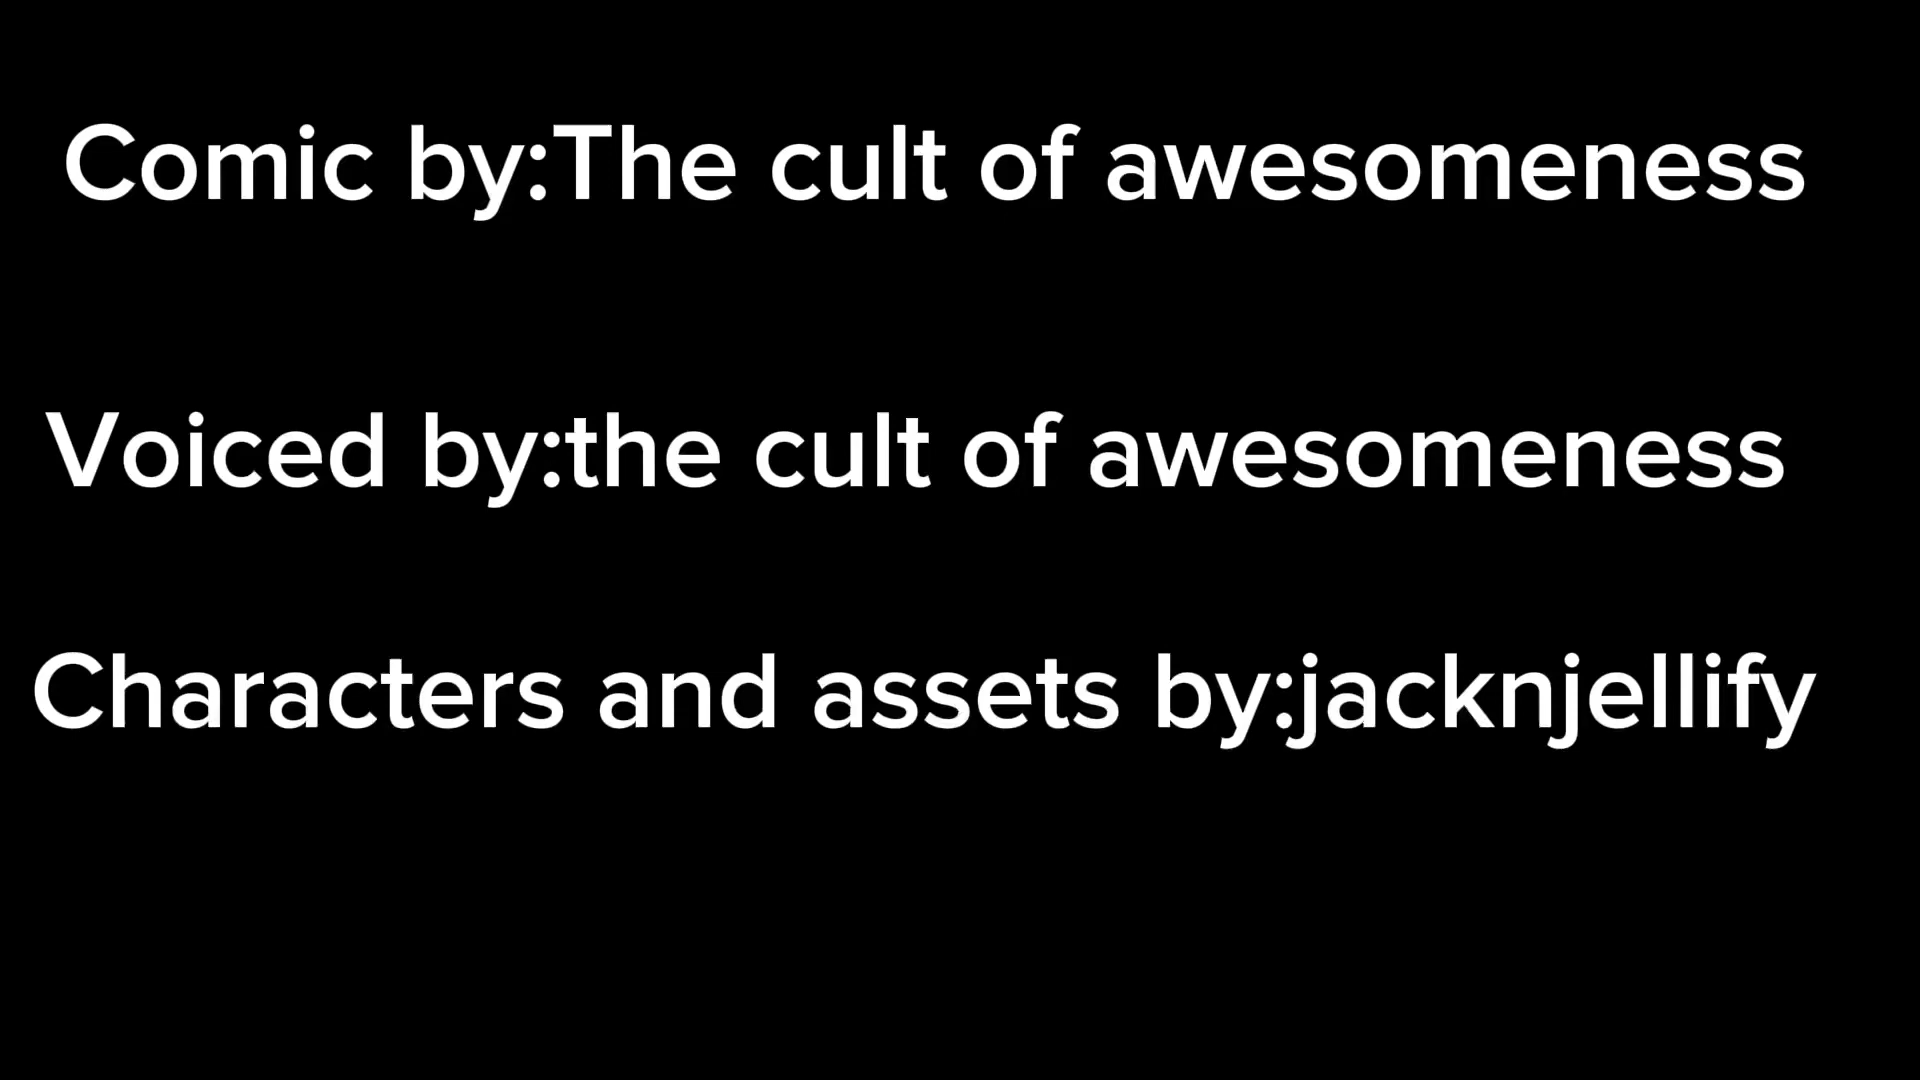 Comic by:The cult of awesomeness
Voiced by:the cult of awesomeness
Characters and assets by:jacknjellify